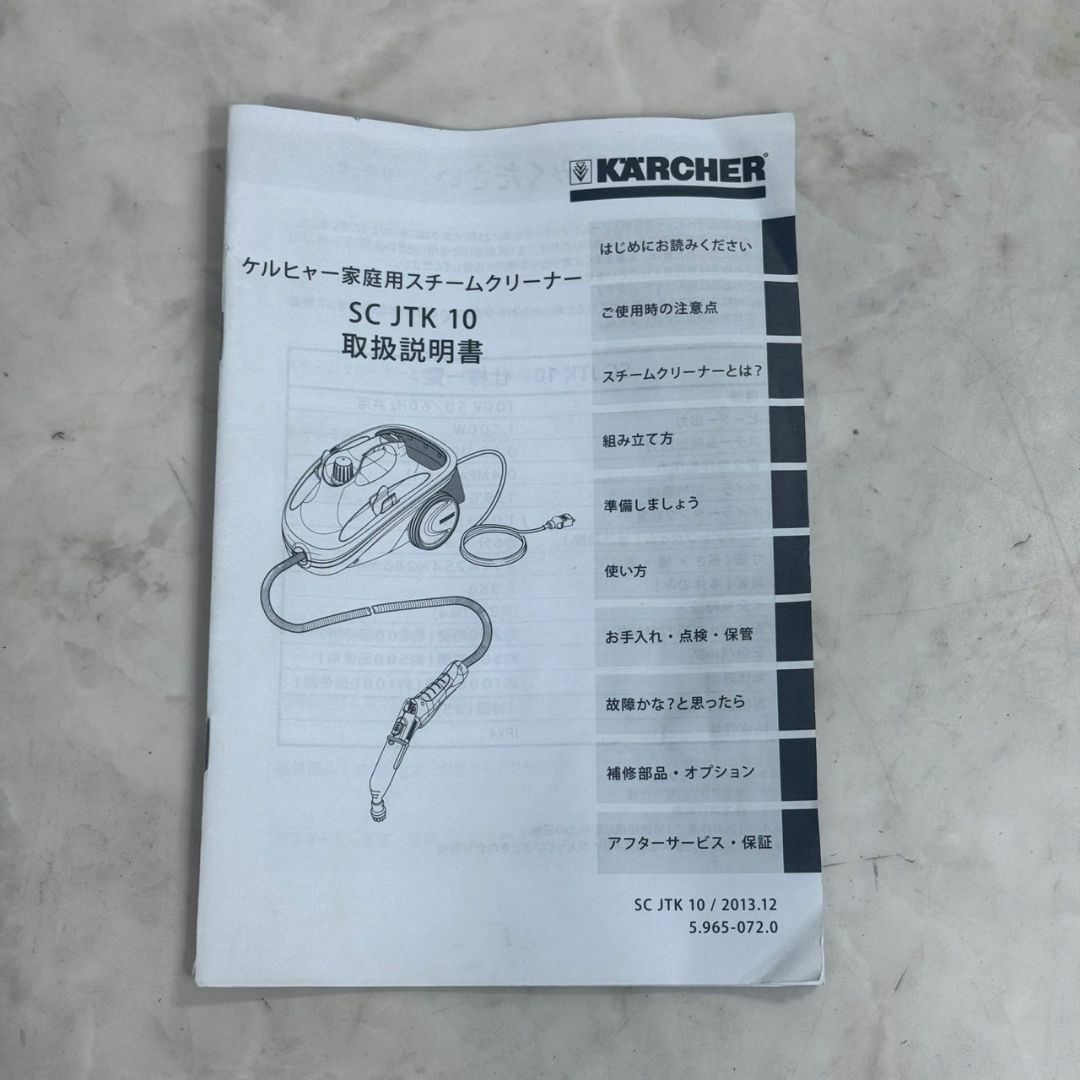 KÄRCHER®
ケルヒャー家庭用スチームクリーナー
SC JTK 10
取扱説明書
はじめにお読みください
ご使用時の注意点
スチームクリーナーとは?
組み立て方
準備しましょう
使い方
お手入れ・点検・保管
故障かな?と思ったら
補修部品・オプション
アフターサービス・保証
SC JTK 10 / 2013.12
5.965-072.0